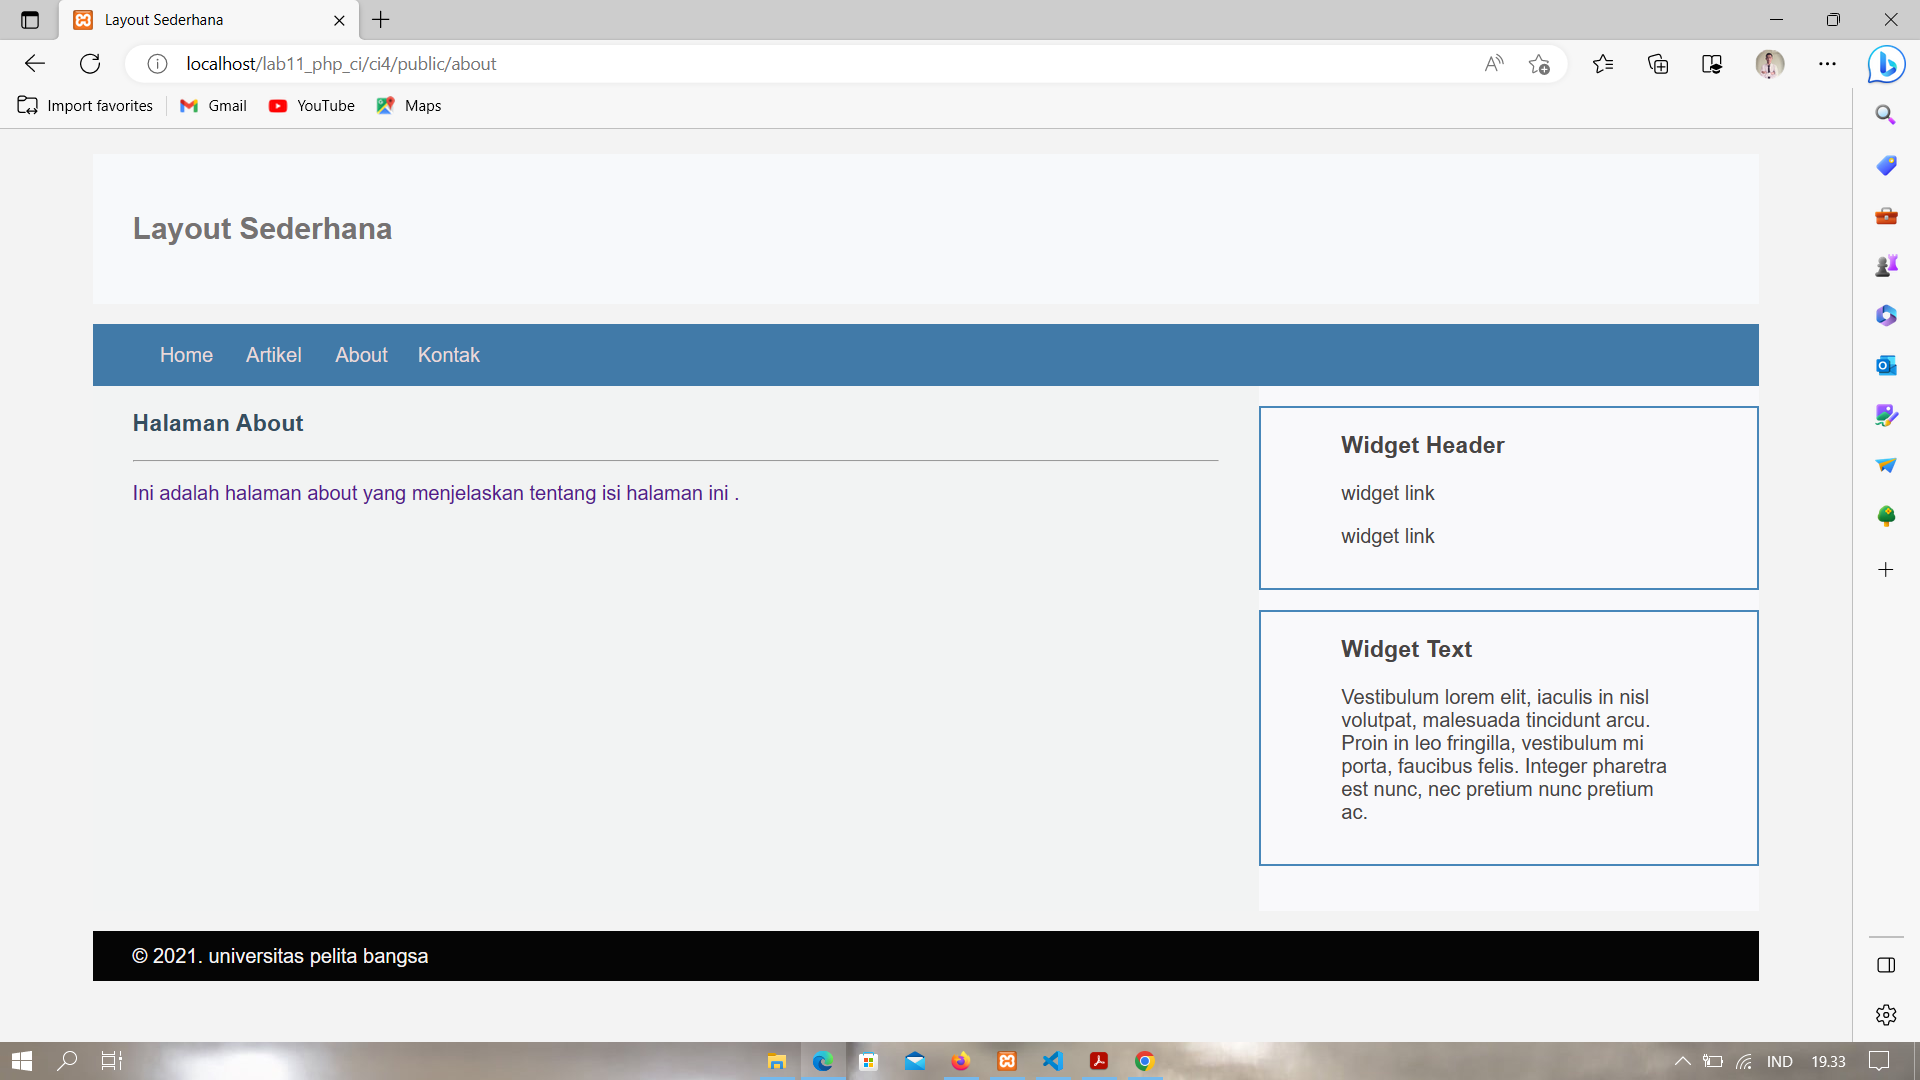 Layout Sederhana
localhost/lab11_php_ci/ci4/public/about
Import favorites
Gmail
YouTube
Maps
Layout Sederhana
Home Artikel About Kontak
Halaman About
Ini adalah halaman about yang menjelaskan tentang isi halaman ini .
Widget Header
widget link
widget link
Widget Text
Vestibulum lorem elit, iaculis in nisl
volutpat, malesuada tincidunt arcu.
Proin in leo fringilla, vestibulum mi
porta, faucibus felis. Integer pharetra
est nunc, nec pretium nunc pretium
ac.
© 2021. universitas pelita bangsa
IND 19.33